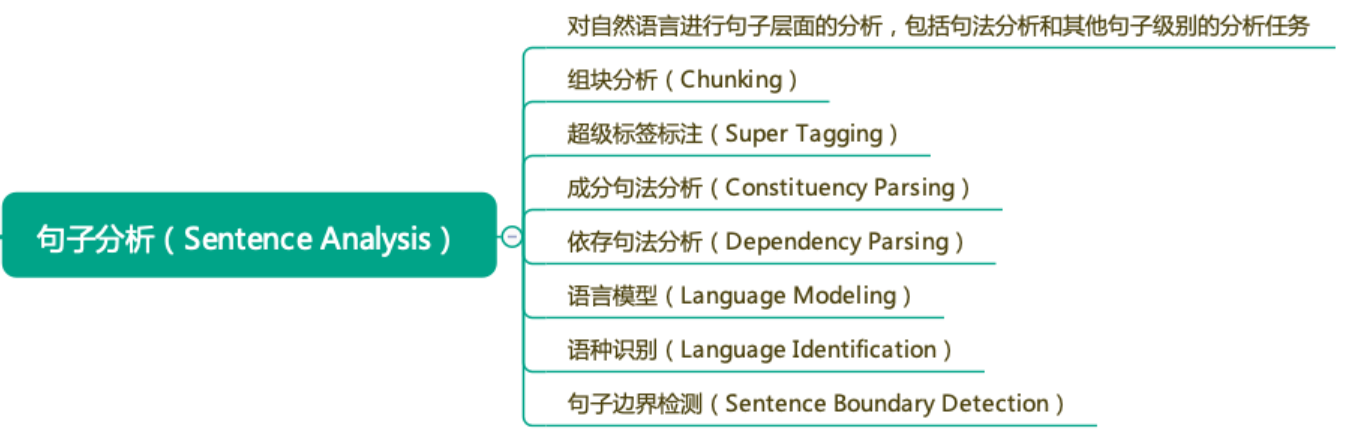 对自然语言进行句子层面的分析，包括句法分析和其他句子级别的分析任务
组块分析（Chunking）
超级标签标注（Super Tagging）
成分句法分析（Constituency Parsing）
句子分析（Sentence Analysis）
依存句法分析（Dependency Parsing）
语言模型（Language Modeling）
语种识别（Language Identification）
句子边界检测（Sentence Boundary Detection）